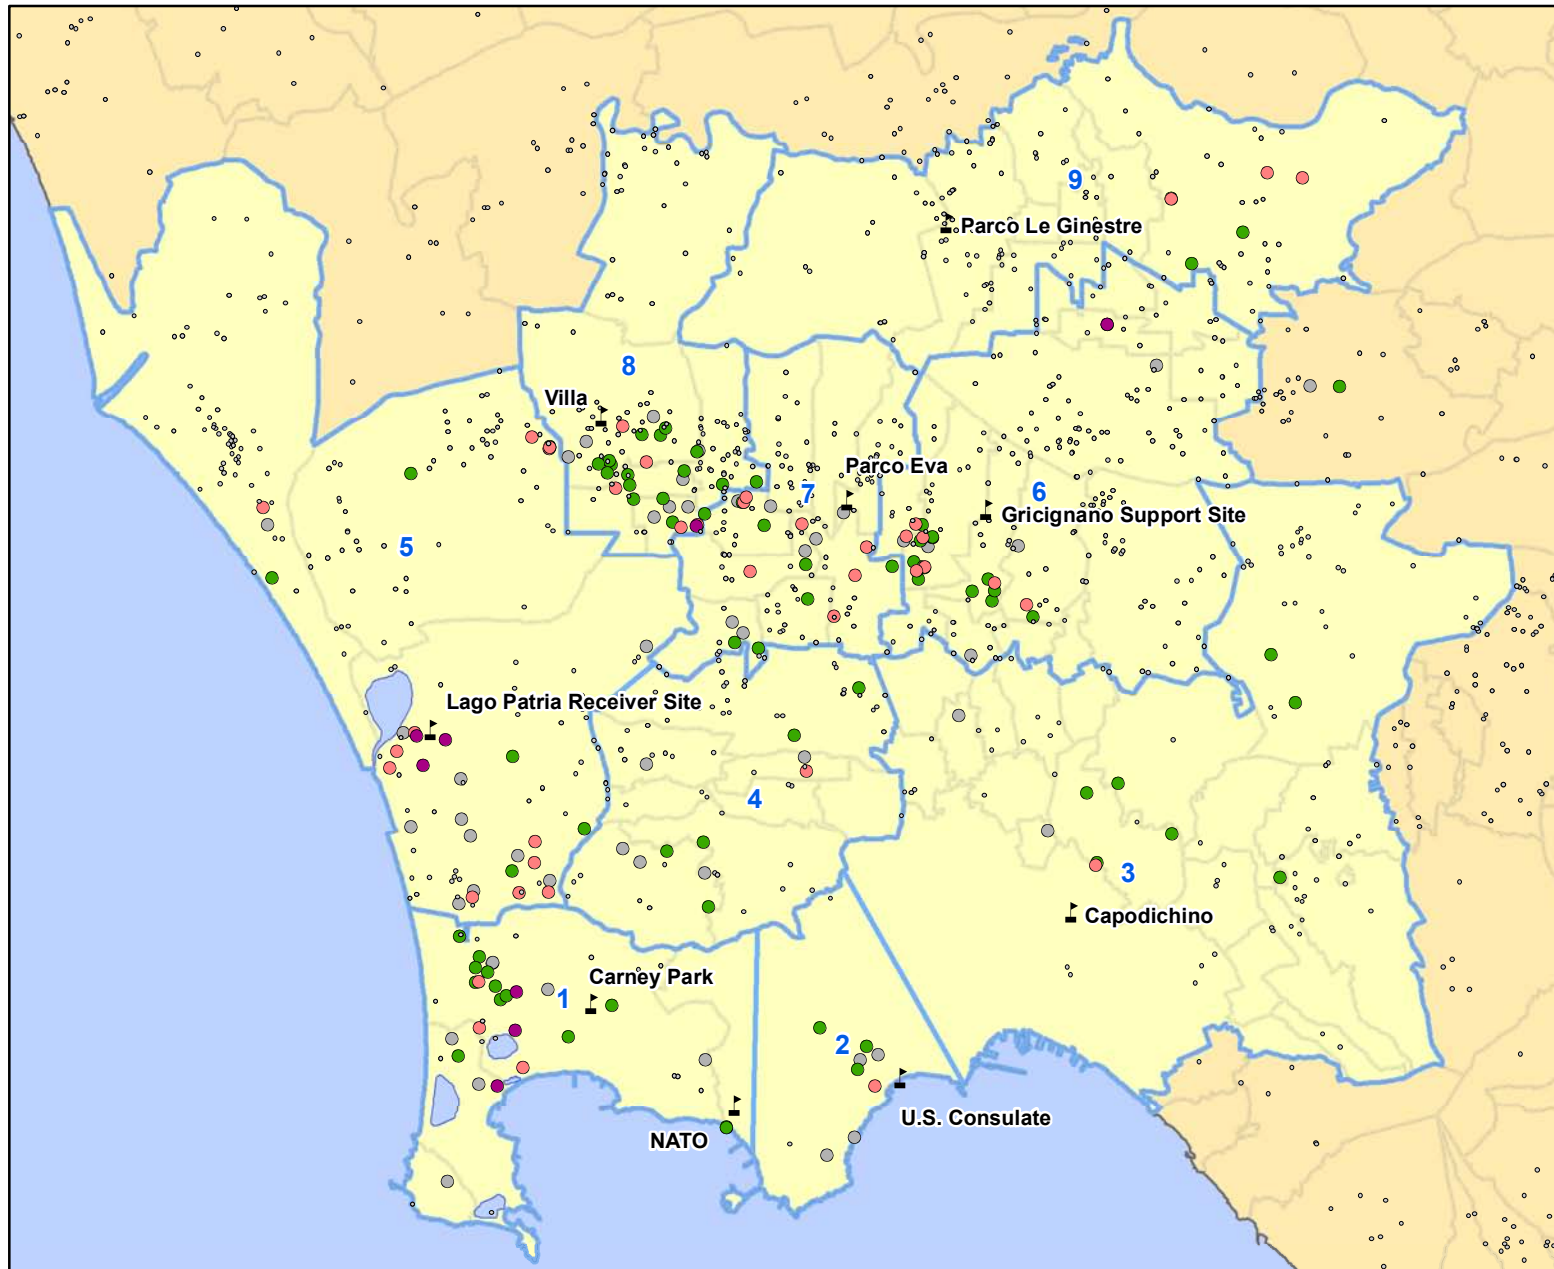 9
Parco Le Ginestre
8
Villa
Parco Eva
7
6
Gricignano Support Site
5
Lago Patria Receiver Site
4
3
Capodichino
Carney Park
1
2
U.S. Consulate
NATO